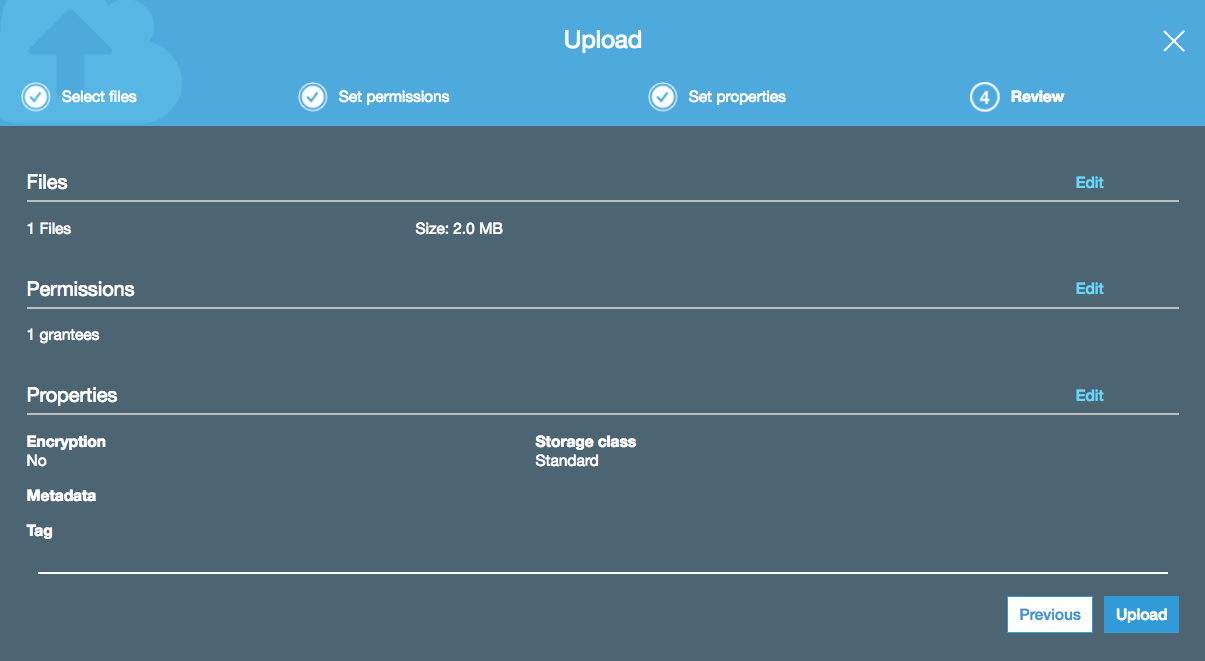 Upload
Select files
Set permissions
Set properties
4 Review
Files Edit
1 Files Size: 2.0 MB
Permissions Edit
1 grantees
Properties Edit
Encryption Storage class
No Standard
Metadata
Tag
Previous Upload